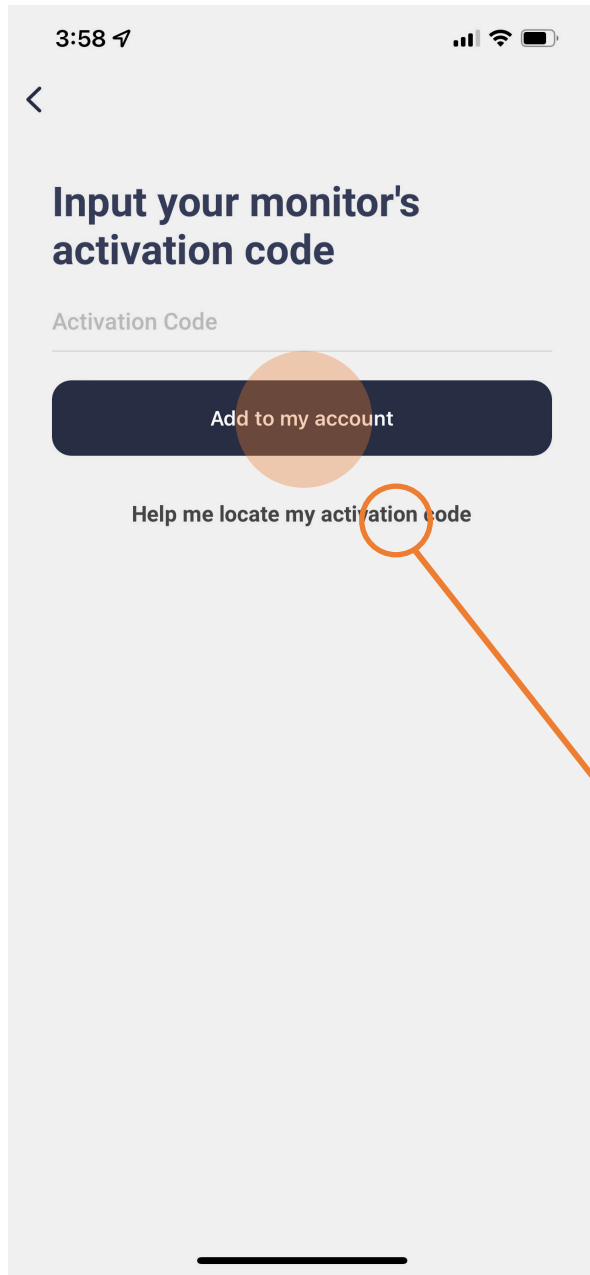 3:58
Input your monitor's
activation code
Activation Code
Add to my account
Help me locate my activation code